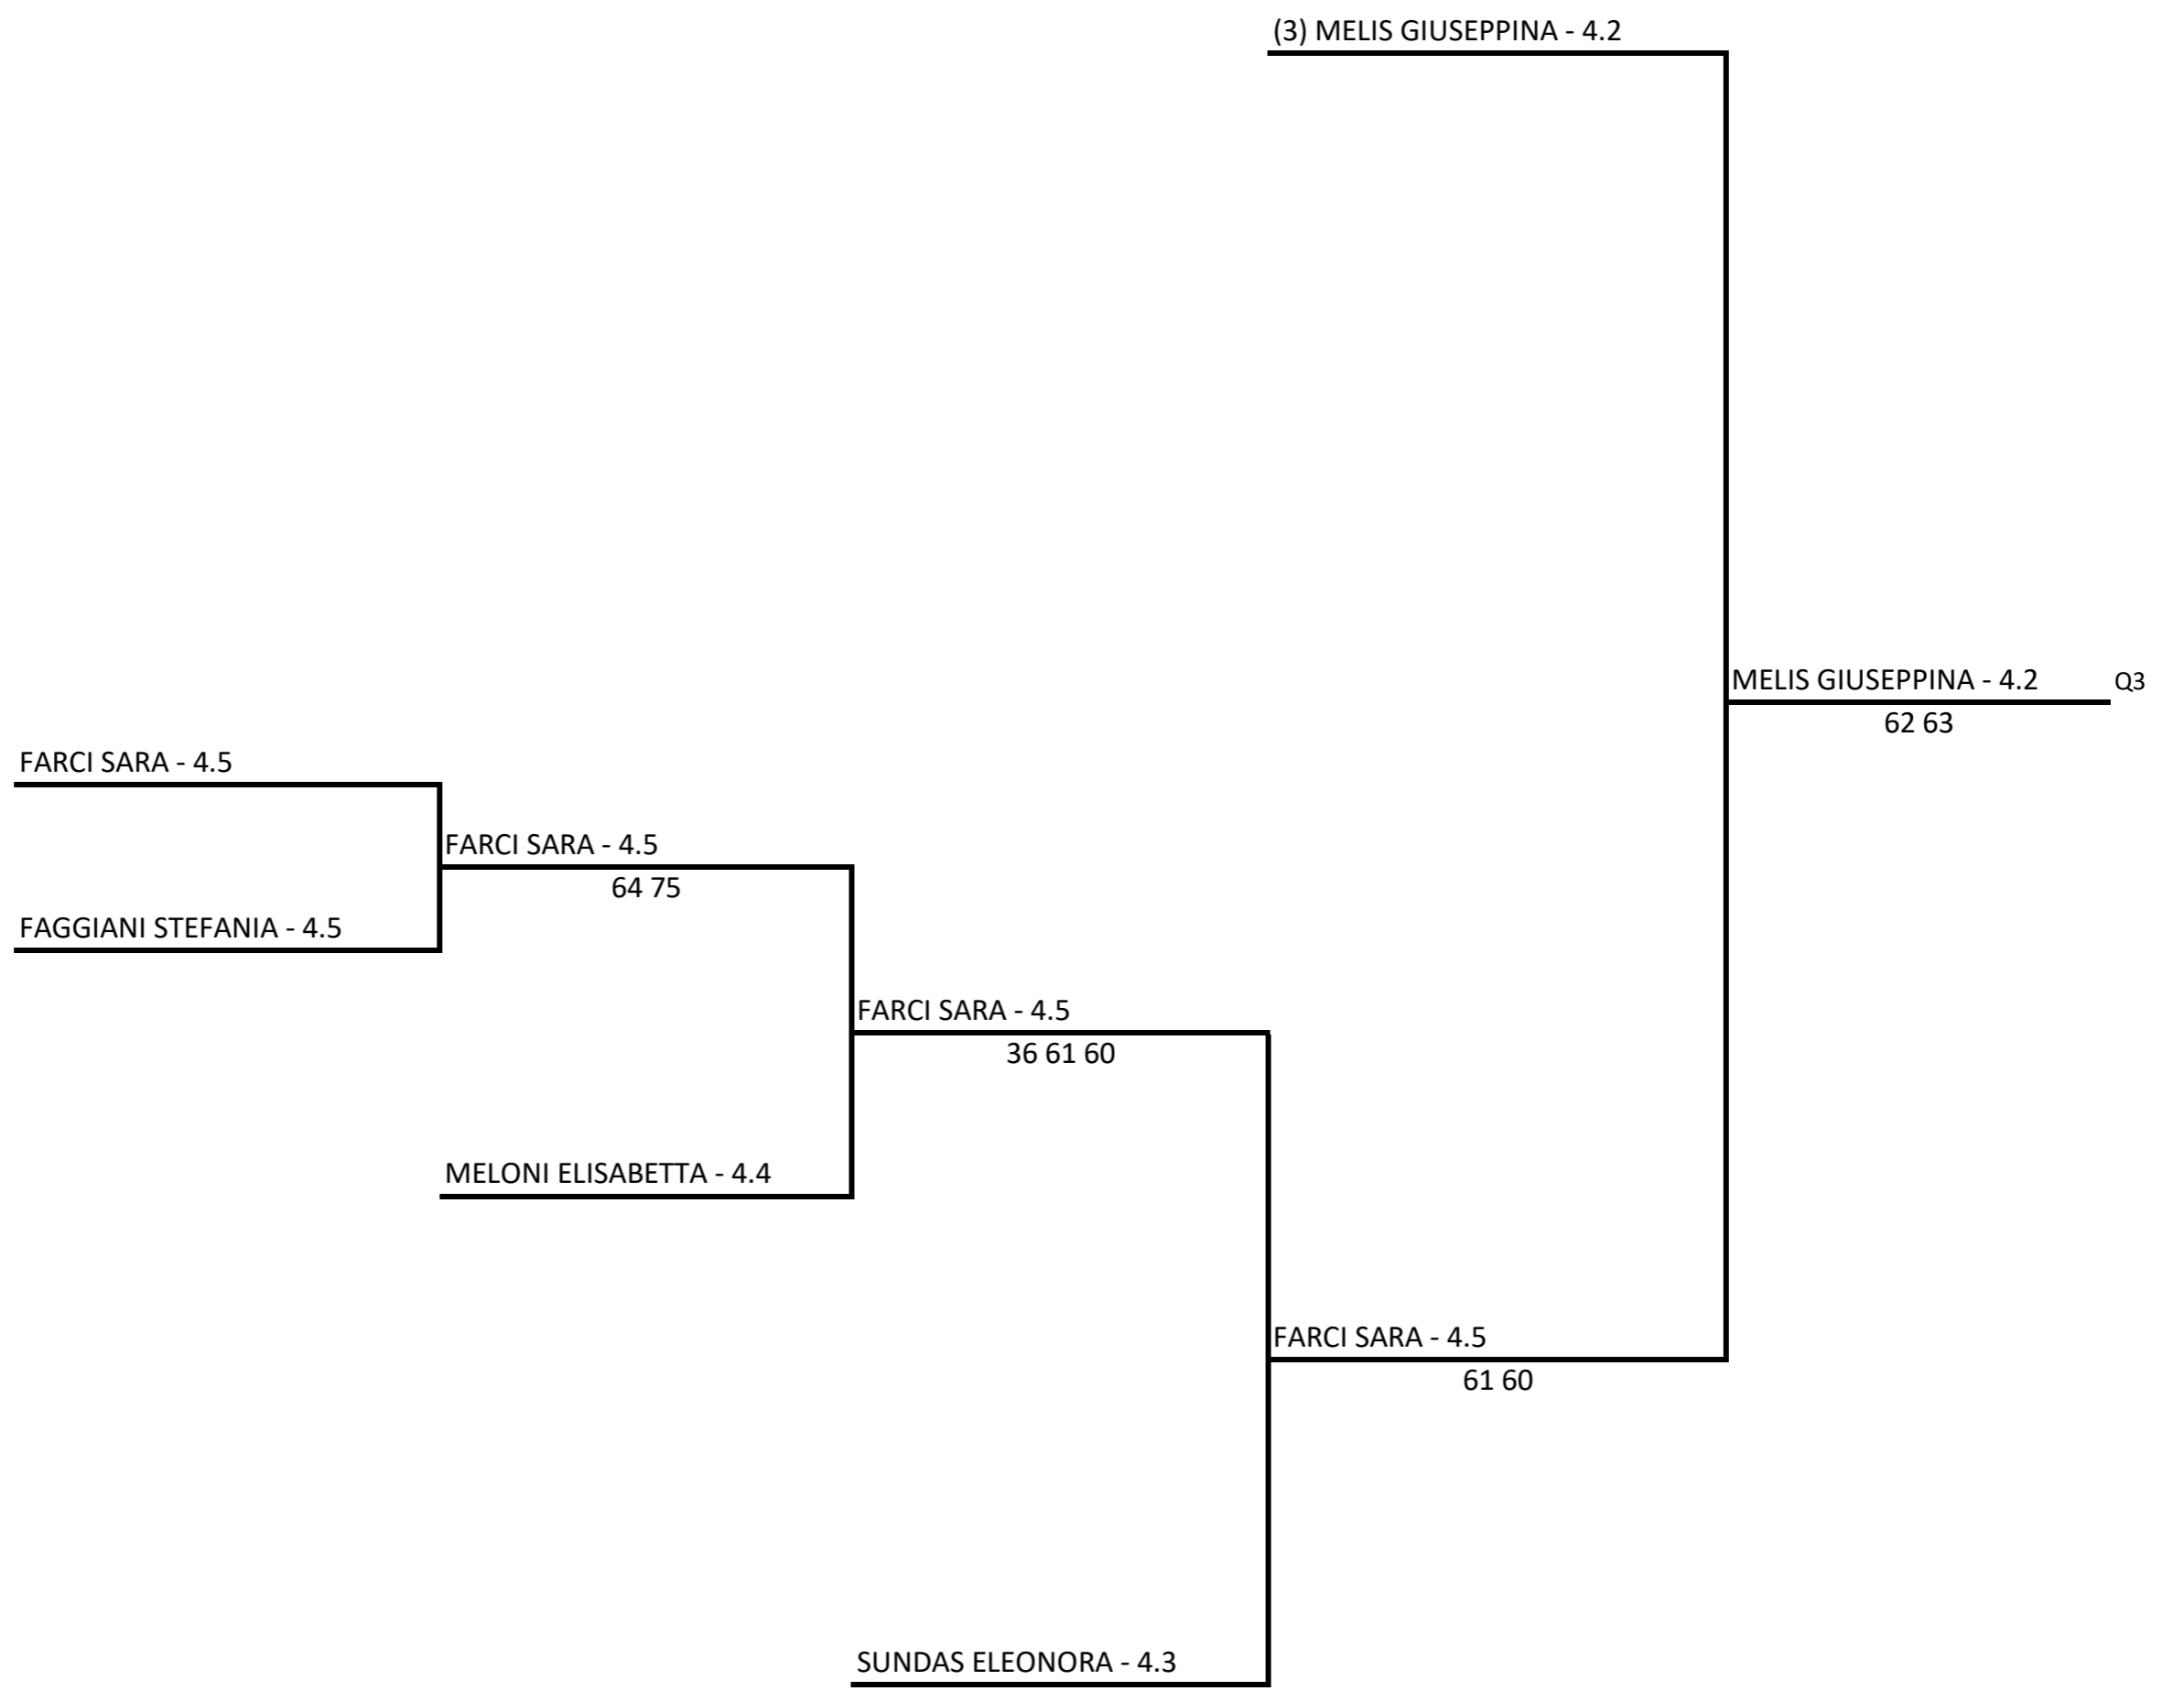 (3) MELIS GIUSEPPINA - 4.2
MELIS GIUSEPPINA - 4.2 Q3
62 63
FARCI SARA - 4.5
FARCI SARA - 4.5
64 75
FAGGIANI STEFANIA - 4.5
FARCI SARA - 4.5
36 61 60
MELONI ELISABETTA - 4.4
FARCI SARA - 4.5
61 60
SUNDAS ELEONORA - 4.3